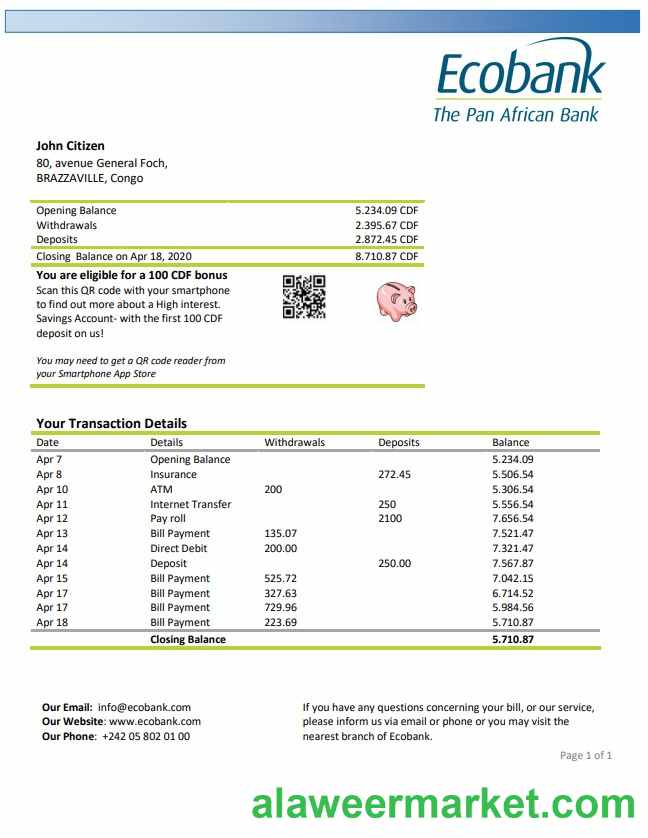 Ecobank
The Pan African Bank
John Citizen
80, avenue General Foch,
BRAZZAVILLE, Congo
Opening Balance 5.234.09 CDF
Withdrawals 2.395.67 CDF
Deposits 2.872.45 CDF
Closing Balance on Apr 18, 2020 8.710.87 CDF
You are eligible for a 100 CDF bonus
Scan this QR code with your smartphone
to find out more about a High interest.
Savings Account- with the first 100 CDF
deposit on us!
You may need to get a QR code reader from
your Smartphone App Store
Your Transaction Details
Date Details Withdrawals Deposits Balance
Apr 7 Opening Balance 5.234.09
Apr 8 Insurance 272.45 5.506.54
Apr 10 ATM 200 5.306.54
Apr 11 Internet Transfer 250 5.556.54
Apr 12 Pay roll 2100 7.656.54
Apr 13 Bill Payment 135.07 7.521.47
Apr 14 Direct Debit 200.00 7.321.47
Apr 14 Deposit 250.00 7.567.87
Apr 15 Bill Payment 525.72 7.042.15
Apr 17 Bill Payment 327.63 6.714.52
Apr 17 Bill Payment 729.96 5.984.56
Apr 18 Bill Payment 223.69 5.710.87
Closing Balance 5.710.87
Our Email: info@ecobank.com
Our Website: www.ecobank.com
Our Phone: +242 05 802 01 00
If you have any questions concerning your bill, or our service,
please inform us via email or phone or you may visit the
nearest branch of Ecobank.
Page 1 of 1
alaweermarket.com